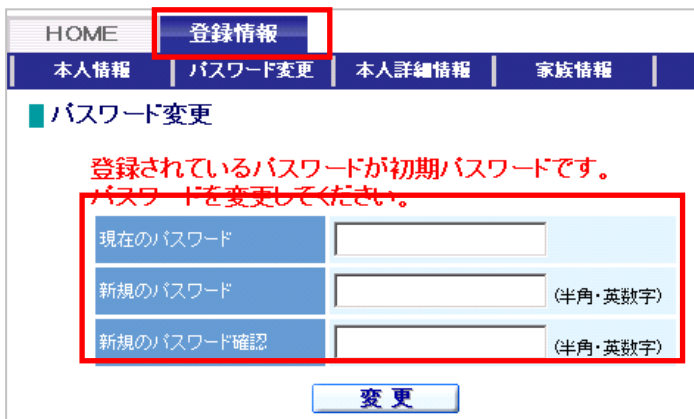 HOME 登録情報
本人情報 パスワード変更 本人詳細情報 家族情報
パスワード変更
登録されているパスワードが初期パスワードです。
パスワードを変更してください。
現在のパスワード
新規のパスワード (半角・英数字)
新規のパスワード確認 (半角・英数字)
変更